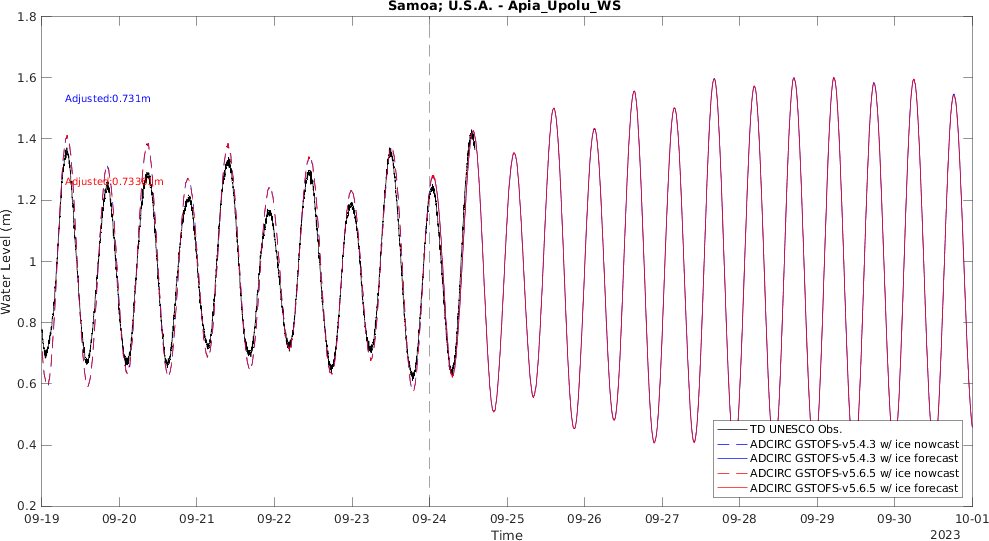 Samoa; U.S.A. - Apia_Upolu_WS
Water Level (m)
1.8
1.6
1.4
1.2
1
0.8
0.6
0.4
0.2
Adjusted:0.731m
TD UNESCO Obs.
ADCIRC GSTOFS-v5.4.3 w/ ice nowcast
ADCIRC GSTOFS-v5.4.3 w/ ice forecast
ADCIRC GSTOFS-v5.6.5 w/ ice nowcast
ADCIRC GSTOFS-v5.6.5 w/ ice forecast
09-19 09-20 09-21 09-22 09-23 09-24 09-25 09-26 09-27 09-28 09-29 09-30 10-01
Time
2023